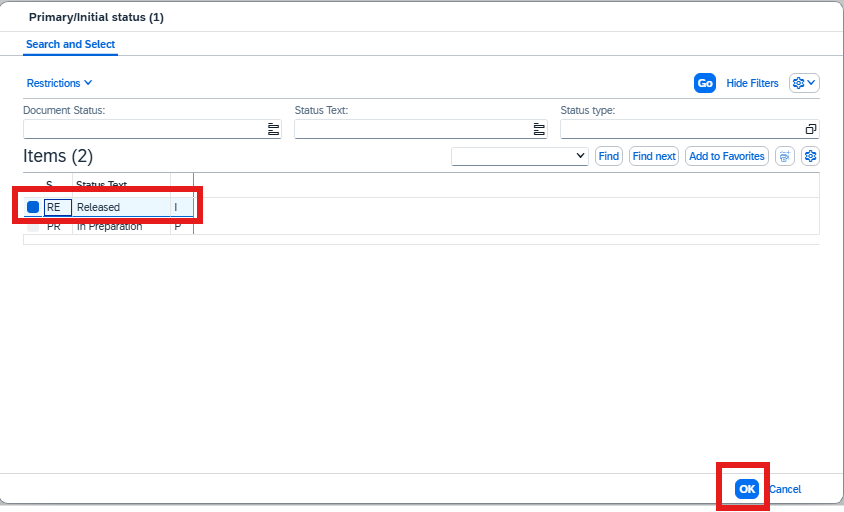 Primary/Initial status (1)
Search and Select
Restrictions
Go Hide Filters
Document Status: Status Text: Status type:
Items (2)
Find Find next Add to Favorites
S Status Text
RE Released I
PR In Preparation P
OK Cancel